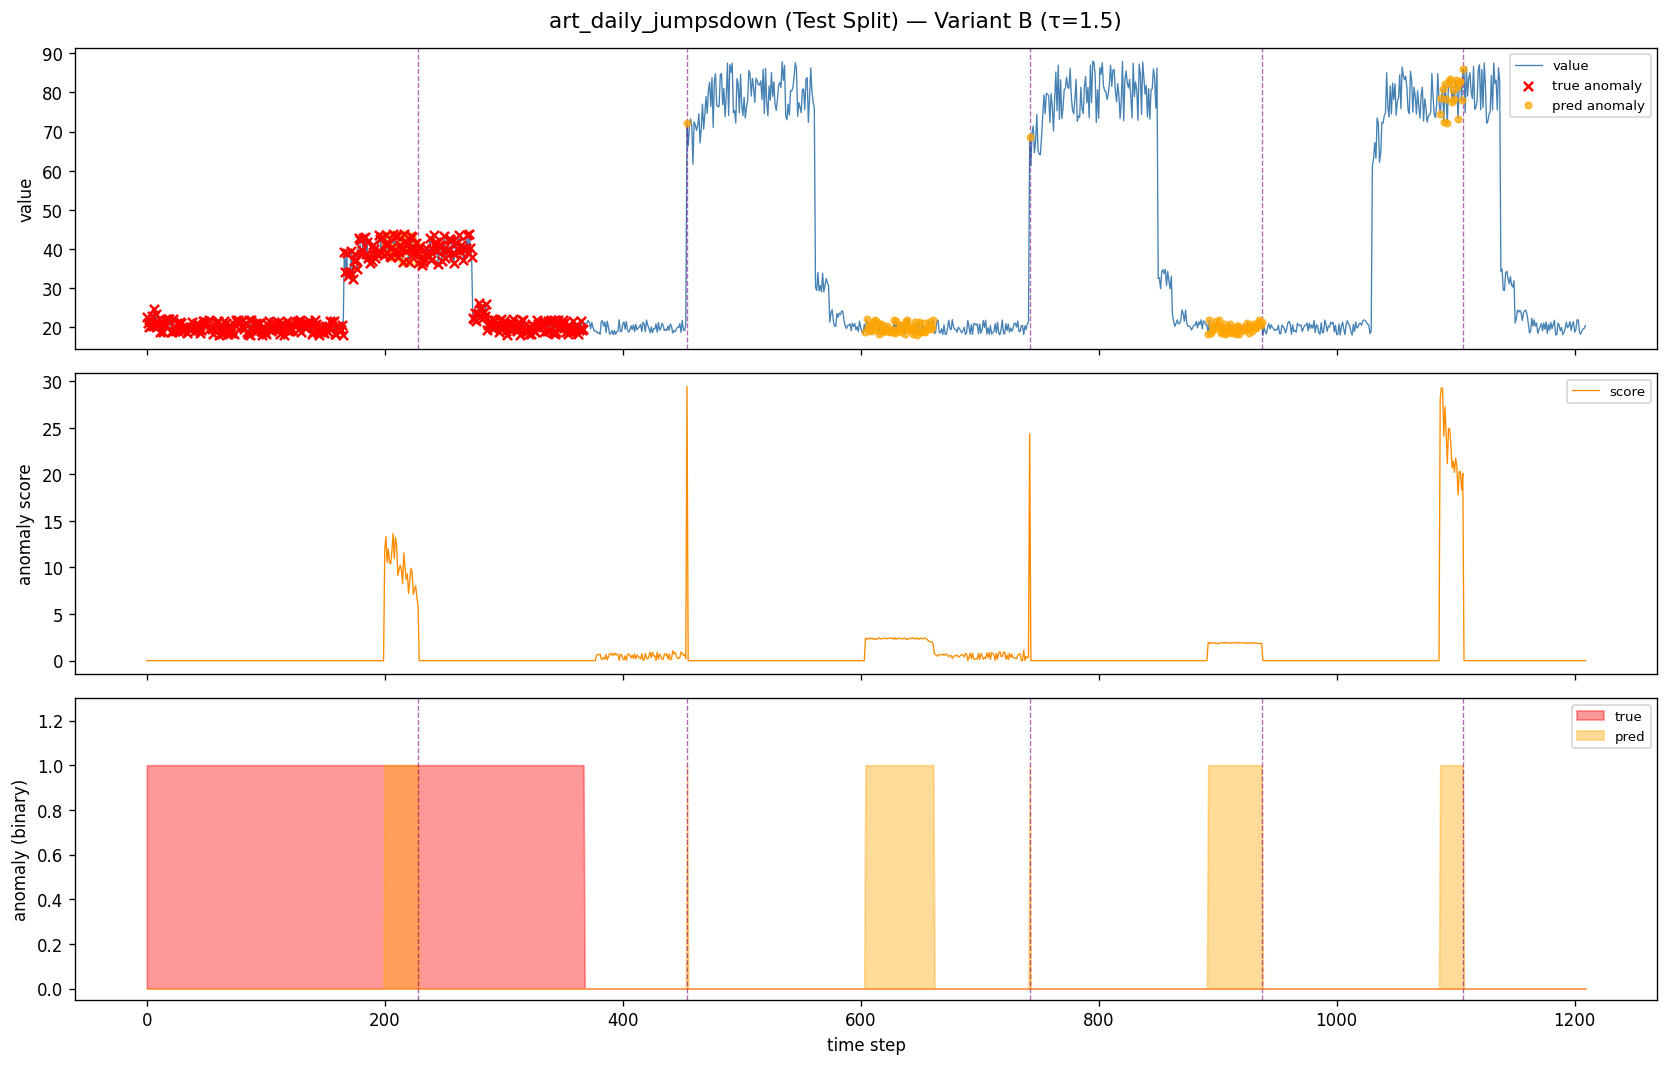 art_daily_jumpsdown (Test Split) — Variant B (τ=1.5)
value
90
80
70
60
50
40
30
20
value
true anomaly
pred anomaly
anomaly score
30
25
20
15
10
5
0
score
anomaly (binary)
1.2
1.0
0.8
0.6
0.4
0.2
0.0
true
pred
0 200 400 600 800 1000 1200
time step